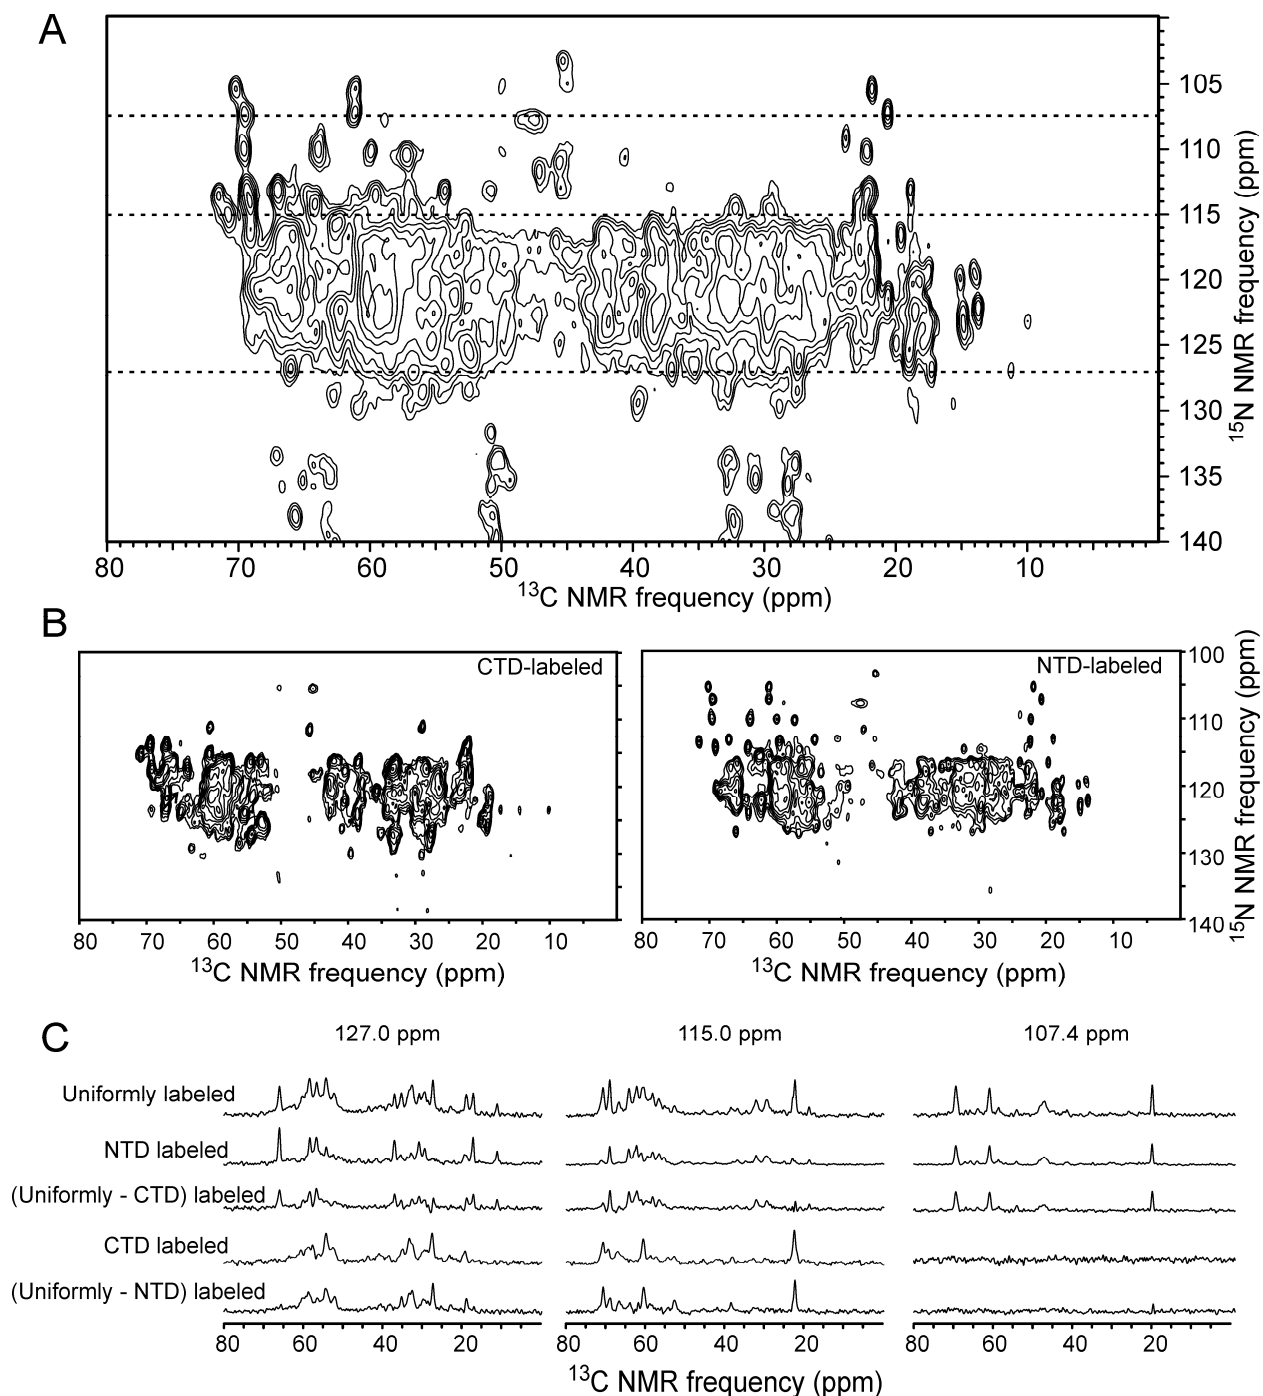 A
105
110
115
120
125
130
135
140
15N NMR frequency (ppm)
80 70 60 50 40 30 20 10
13C NMR frequency (ppm)
B
CTD-labeled
NTD-labeled
100
110
120
130
140
15N NMR frequency (ppm)
80 70 60 50 40 30 20 10
80 70 60 50 40 30 20 10
13C NMR frequency (ppm)
13C NMR frequency (ppm)
C
127.0 ppm 115.0 ppm 107.4 ppm
Uniformly labeled
NTD labeled
(Uniformly - CTD) labeled
CTD labeled
(Uniformly - NTD) labeled
80 60 40 20 80 60 40 20 80 60 40 20
13C NMR frequency (ppm)